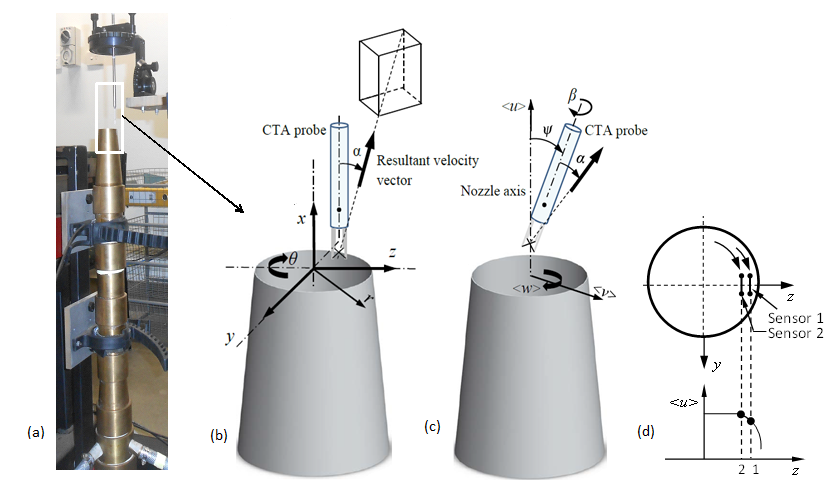 (a)
CTA probe
α
Resultant velocity
vector
x
θ
z
r
y
(b)
<u>
β
ψ
CTA probe
α
Nozzle axis
<w>
<v>
(c)
z
Sensor 1
Sensor 2
y
<u>
(d)
2 1
z